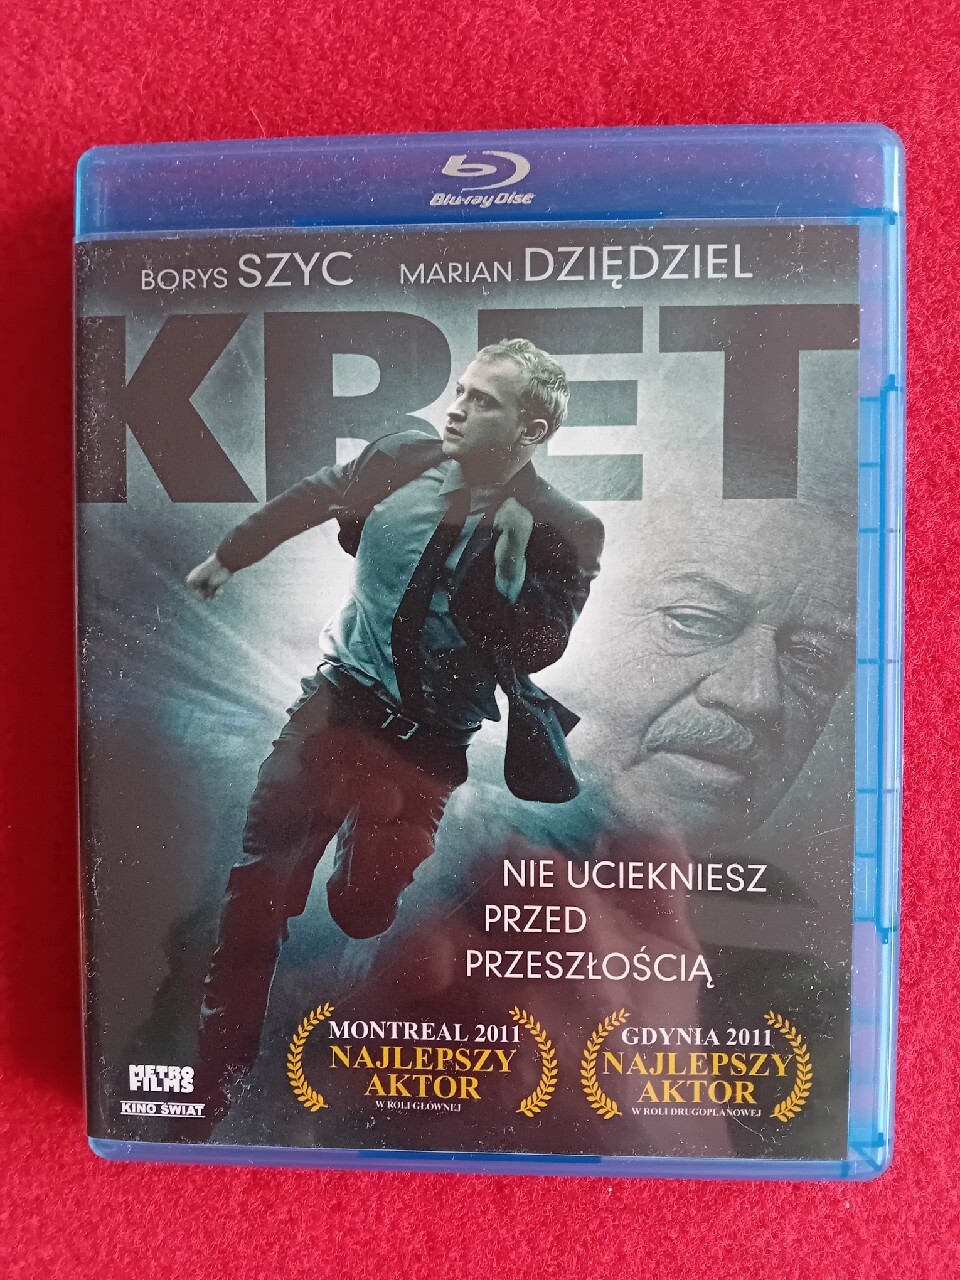 Blu-ray Disc
BORYS SZYC MARIAN DZIĘDZIEL
KRET
NIE UCIEKNIESZ
PRZED
PRZESZŁOŚCIĄ
MONTREAL 2011
NAJLEPSZY
AKTOR
W ROLI GŁÓWNEJ
GDYNIA 2011
NAJLEPSZY
AKTOR
W ROLI DRUGOPLANOWEJ
METRO
FILMS
KINO ŚWIAT